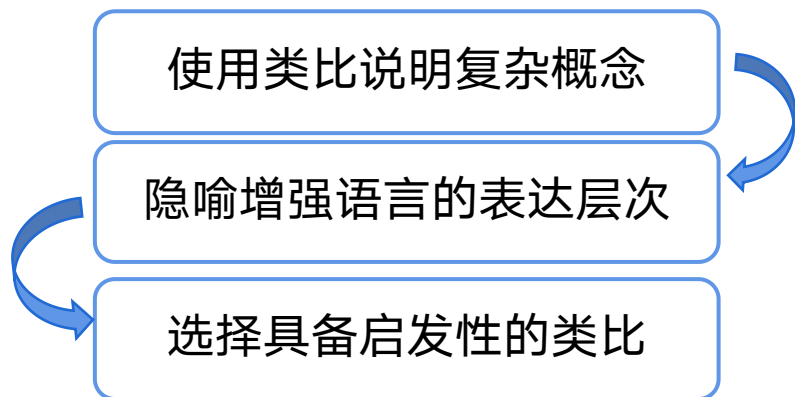 使用类比说明复杂概念
隐喻增强语言的表达层次
选择具备启发性的类比